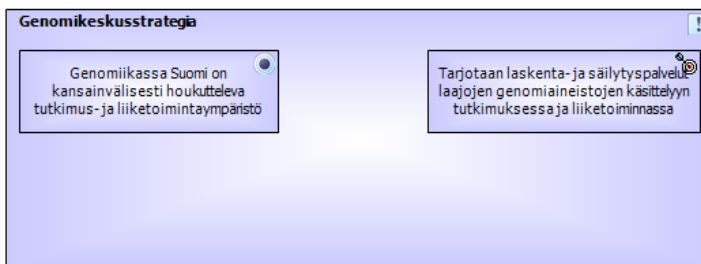 Genomikeskusstrategia
Genomiikassa Suomi on
kansainvälisesti houkutteleva
tutkimus- ja liiketoimintaympäristö
Tarjotaan laskenta- ja säilytyspalvelut
laajojen genomiaineistojen käsittelyyn
tutkimuksessa ja liiketoiminnassa